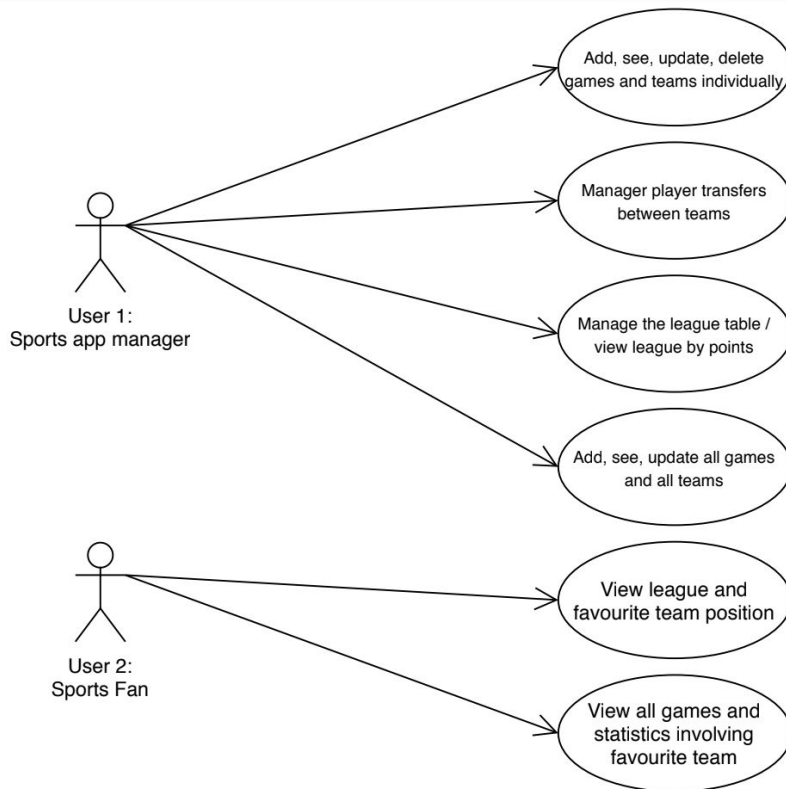 Add, see, update, delete
games and teams individually
Manager player transfers
between teams
User 1:
Sports app manager
Manage the league table /
view league by points
Add, see, update all games
and all teams
View league and
favourite team position
User 2:
Sports Fan
View all games and
statistics involving
favourite team